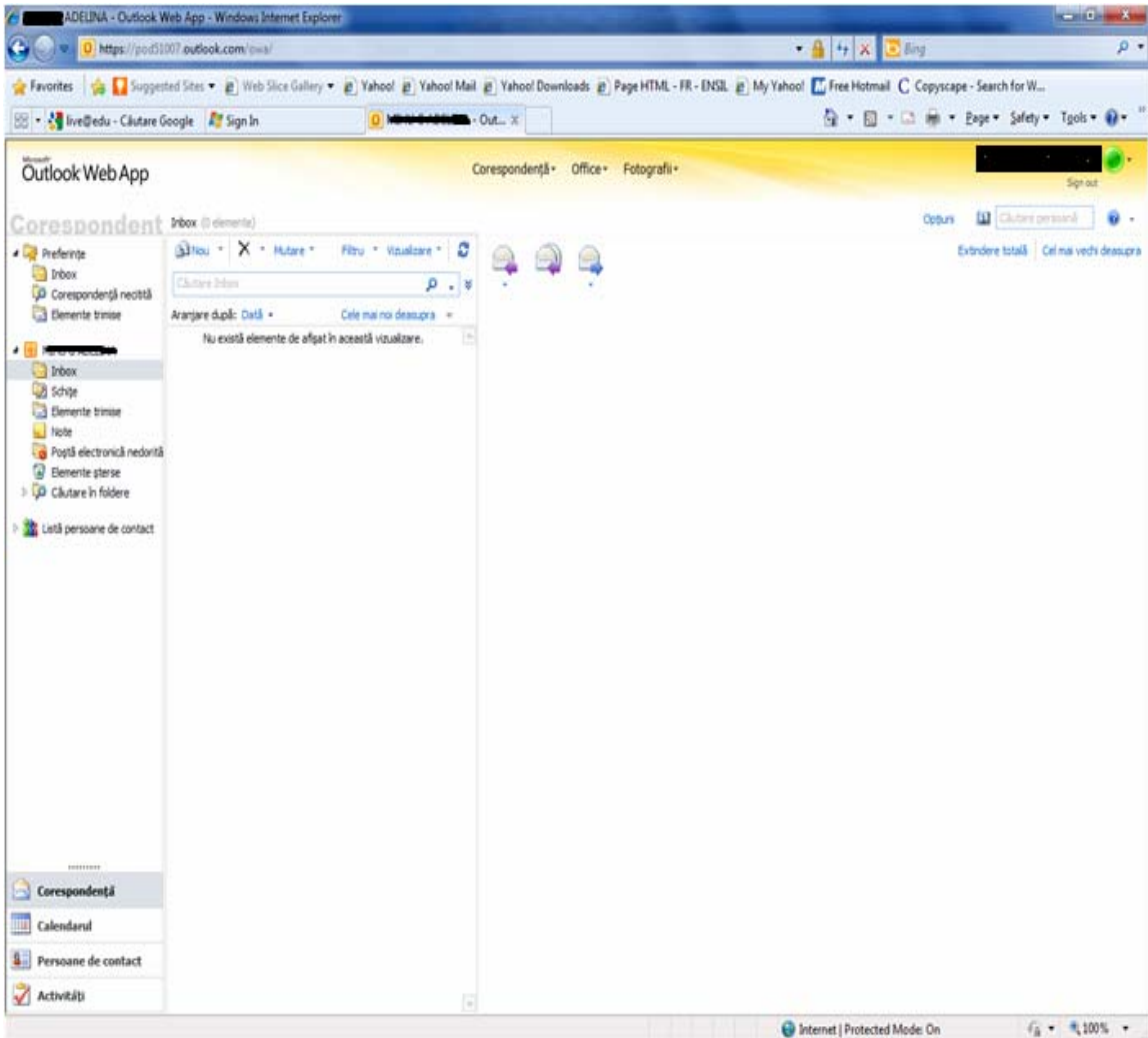 ADELINA - Outlook Web App - Windows Internet Explorer
https://pod51007.outlook.com/owa/
Bing
Favorites Suggested Sites Web Slice Gallery Yahoo! Yahoo! Mail Yahoo! Downloads Page HTML - FR - ENSIL My Yahoo! Free Hotmail Copyscape - Search for W...
live@edu - Căutare Google Sign In - Out... Page Safety Tools
Microsoft
Outlook Web App Corespondență Office Fotografii
Sign out
Corespondent Inbox (0 elemente) Opțiuni Căutare persoană
Preferințe
Inbox
Corespondență necitită
Elemente trimise
Inbox
Schițe
Elemente trimise
Note
Poștă electronică nedorită
Elemente șterse
Căutare în foldere
Listă persoane de contact
Nou Mutare Filtru Vizualizare
Căutare Inbox
Aranjare după: Dată Cele mai noi deasupra
Nu există elemente de afișat în această vizualizare.
Extindere totală Cel mai vechi deasupra
Corespondență
Calendarul
Persoane de contact
Activități
Internet | Protected Mode: On 100%